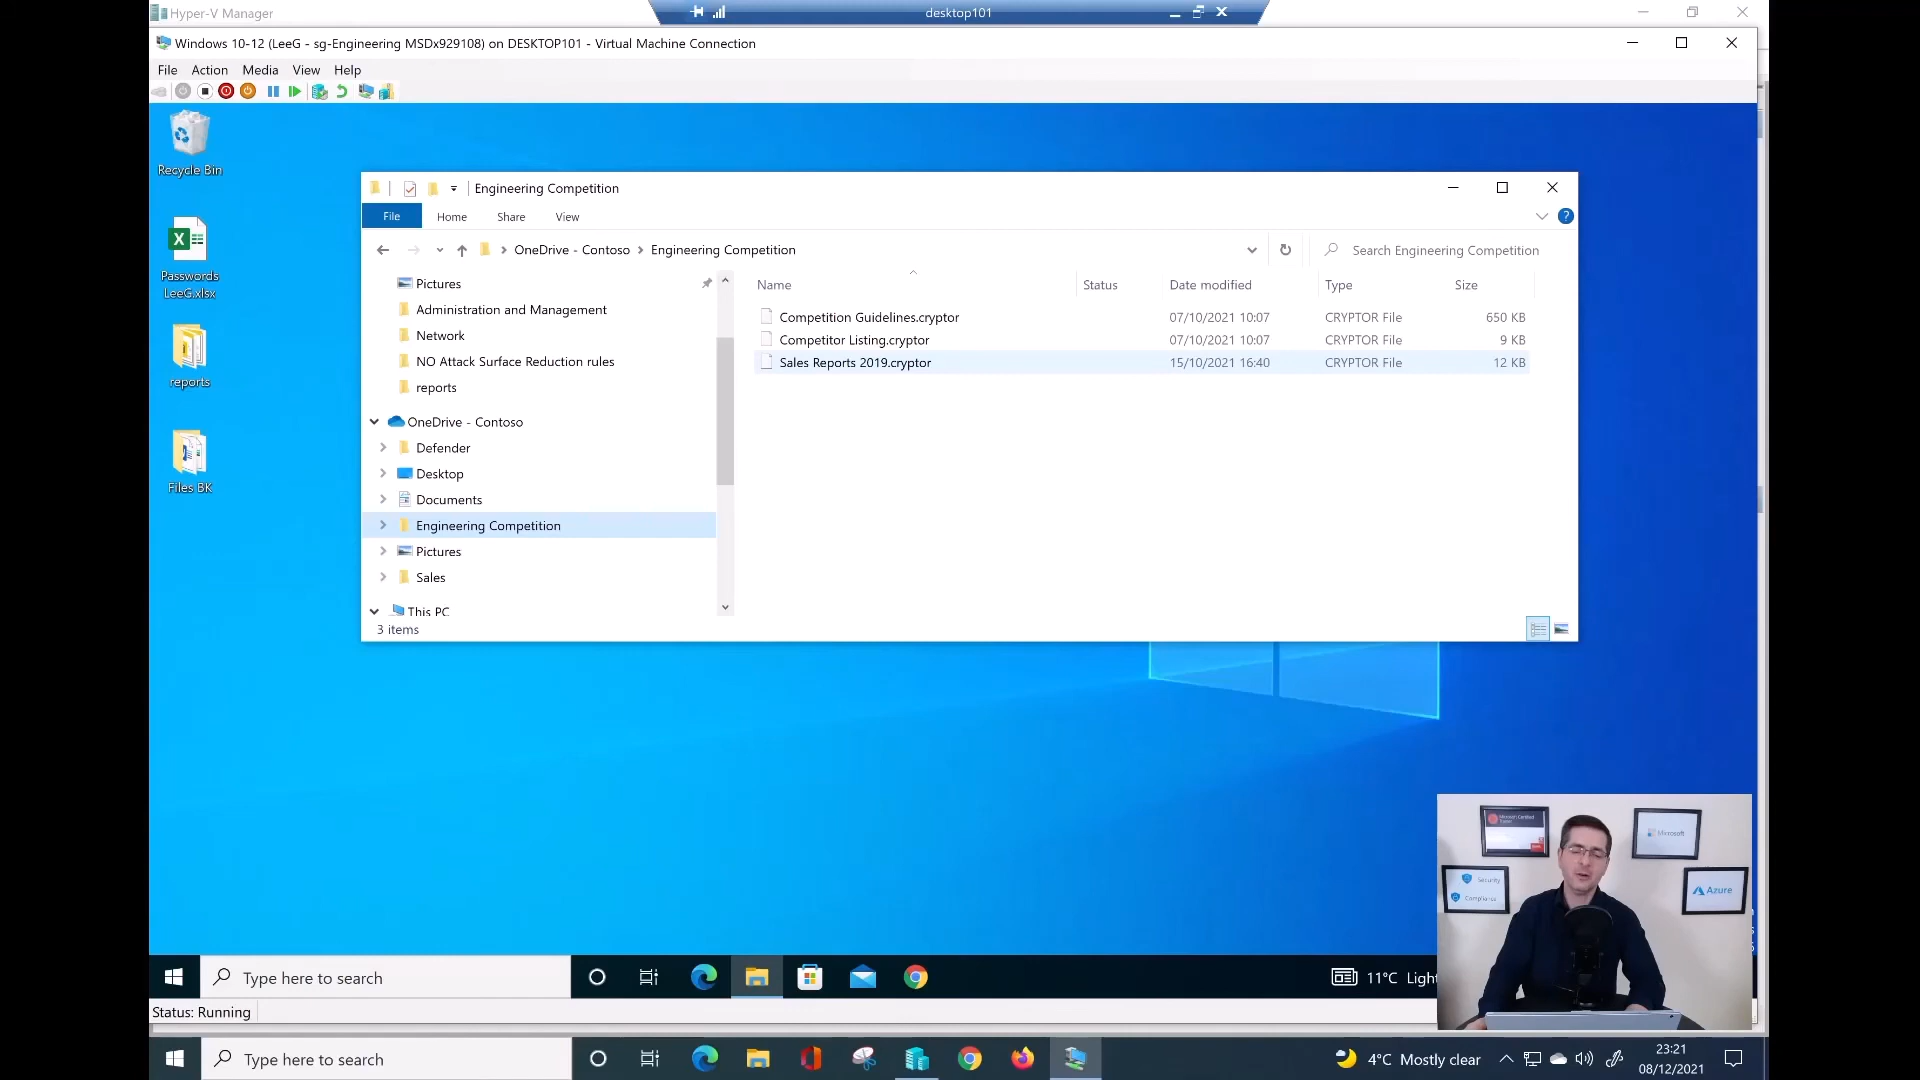 Hyper-V Manager
desktop101
Windows 10-12 (LeeG - sg-Engineering MSDx929108) on DESKTOP101 - Virtual Machine Connection
File Action Media View Help
Recycle Bin
Passwords
LeeG.xlsx
reports
Files BK
Engineering Competition
File Home Share View
OneDrive - Contoso > Engineering Competition
Search Engineering Competition
Pictures
Administration and Management
Network
NO Attack Surface Reduction rules
reports
OneDrive - Contoso
Defender
Desktop
Documents
Engineering Competition
Pictures
Sales
This PC
Name Status Date modified Type Size
Competition Guidelines.cryptor 07/10/2021 10:07 CRYPTOR File 650 KB
Competitor Listing.cryptor 07/10/2021 10:07 CRYPTOR File 9 KB
Sales Reports 2019.cryptor 15/10/2021 16:40 CRYPTOR File 12 KB
3 items
Microsoft
Security
Compliance
Azure
Type here to search
11°C Light
Status: Running
Type here to search
4°C Mostly clear
23:21
08/12/2021